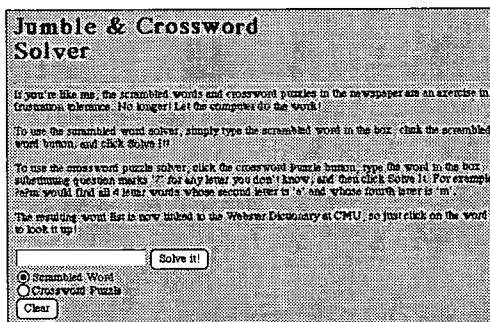 Jumble & Crossword
Solver
If you're like me, the scrambled words and crossword puzzles in the newspaper are an exercise in
frustration tolerance. No longer! Let the computer do the work!
To use the scrambled word solver, simply type the scrambled word in the box, click the scrambled
word button, and click Solve It!
To use the crossword puzzle solver, click the crossword puzzle button, type the word in the box
substituting question marks '?' for any letter you don't know, and then click Solve It. For example
?a?m would find all 4 letter words whose second letter is 'a' and whose fourth letter is 'm'.
The resulting word list is now linked to the Webster Dictionary at CMU, so just click on the word
to look it up!
Solve it!
Scrambled Word
Crossword Puzzle
Clear